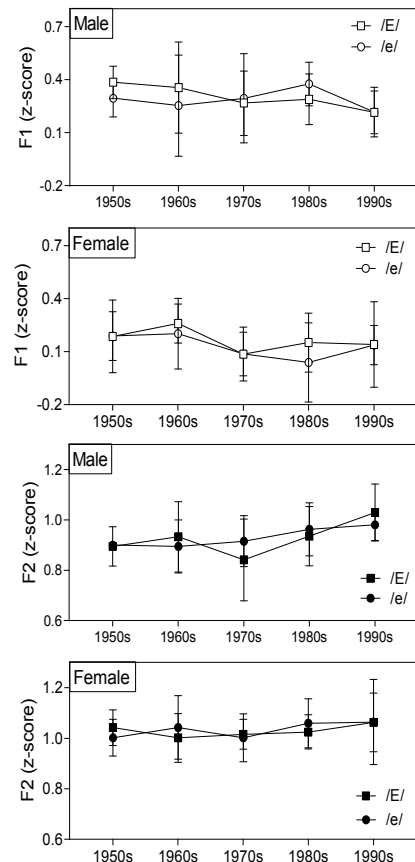 Male
/E/
/e/
F1 (z-score)
0.7
0.4
0.1
-0.2
1950s 1960s 1970s 1980s 1990s
Female
/E/
/e/
F1 (z-score)
0.7
0.4
0.1
-0.2
1950s 1960s 1970s 1980s 1990s
Male
/E/
/e/
F2 (z-score)
1.2
1.0
0.8
0.6
1950s 1960s 1970s 1980s 1990s
Female
/E/
/e/
F2 (z-score)
1.2
1.0
0.8
0.6
1950s 1960s 1970s 1980s 1990s